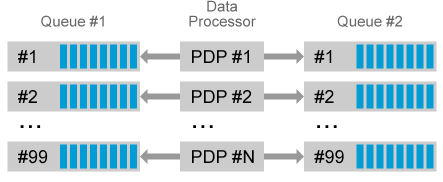 Queue #1
Data
Processor
Queue #2
#1
PDP #1
#1
#2
PDP #2
#2
...
...
...
#99
PDP #N
#99